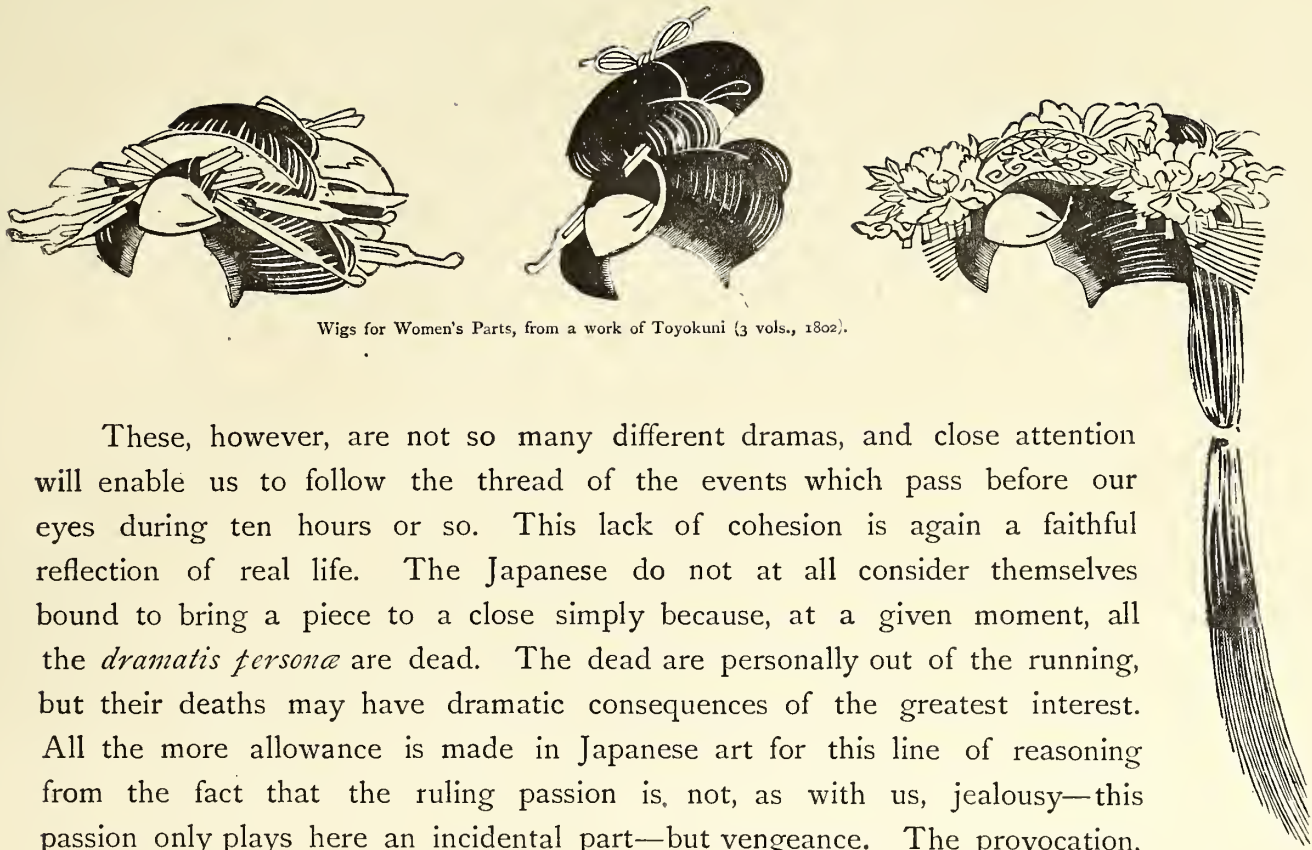 Wigs for Women's Parts, from a work of Toyokuni (3 vols., 1802).
These, however, are not so many different dramas, and close attention
will enable us to follow the thread of the events which pass before our
eyes during ten hours or so. This lack of cohesion is again a faithful
reflection of real life. The Japanese do not at all consider themselves
bound to bring a piece to a close simply because, at a given moment, all
the dramatis personæ are dead. The dead are personally out of the running,
but their deaths may have dramatic consequences of the greatest interest.
All the more allowance is made in Japanese art for this line of reasoning
from the fact that the ruling passion is, not, as with us, jealousy—this
passion only plays here an incidental part—but vengeance. The provocation,